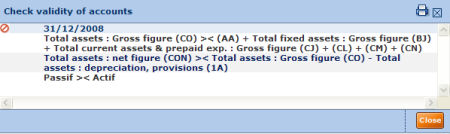 Check validity of accounts
31/12/2008
Total assets : Gross figure (CO) >< (AA) + Total fixed assets : Gross figure (BJ)
+ Total current assets & prepaid exp. : Gross figure (CJ) + (CL) + (CM) + (CN)
Total assets : net figure (CON) >< Total assets : Gross figure (CO) - Total
assets : depreciation, provisions (1A)
Passif >< Actif
Close